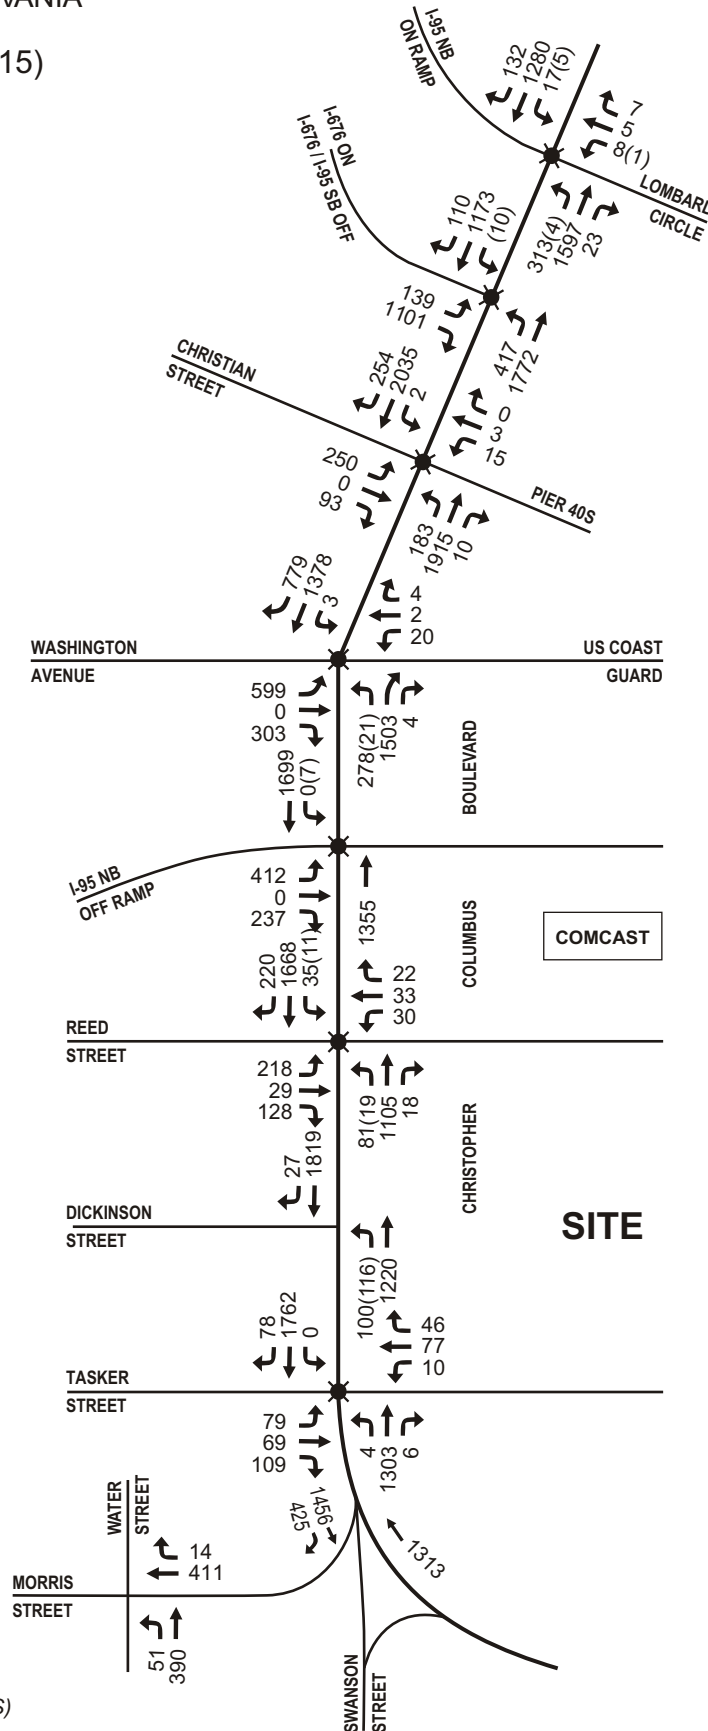 VANIA
15)
I-95 NB
ON RAMP
132
1280
17(5)
7
5
8(1)
LOMBARD
CIRCLE
313(4)
1597
23
I-676 ON
I-676 / I-95 SB OFF
110
1173
(10)
139
1101
417
1772
CHRISTIAN
STREET
254
2035
2
0
3
15
250
0
93
PIER 40S
183
1915
10
779
1378
3
4
2
20
WASHINGTON
AVENUE
US COAST
GUARD
599
0
303
278(21)
1503
4
BOULEVARD
1699
0(7)
I-95 NB
OFF RAMP
412
0
237
1355
COLUMBUS
COMCAST
220
1668
35(11)
22
33
30
REED
STREET
218
29
128
81(19
1105
18
CHRISTOPHER
27
1819
DICKINSON
STREET
SITE
100(116)
1220
78
1762
0
46
77
10
TASKER
STREET
79
69
109
4
1303
6
WATER
STREET
1456
425
1313
14
411
MORRIS
STREET
51
390
SWANSON
STREET
S)